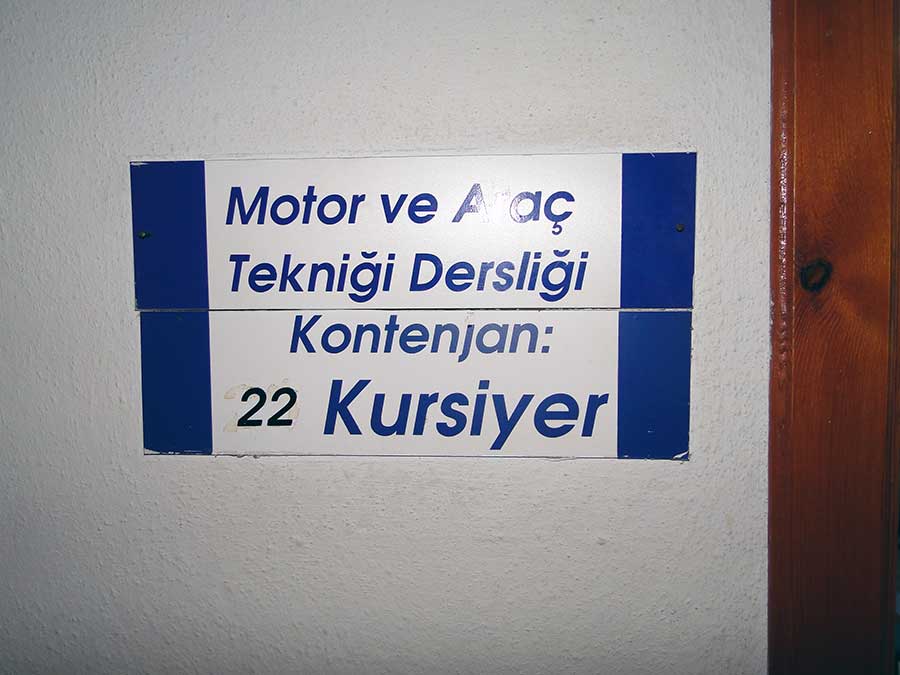 Motor ve Araç
Tekniği Dersliği
Kontenjan:
22 Kursiyer